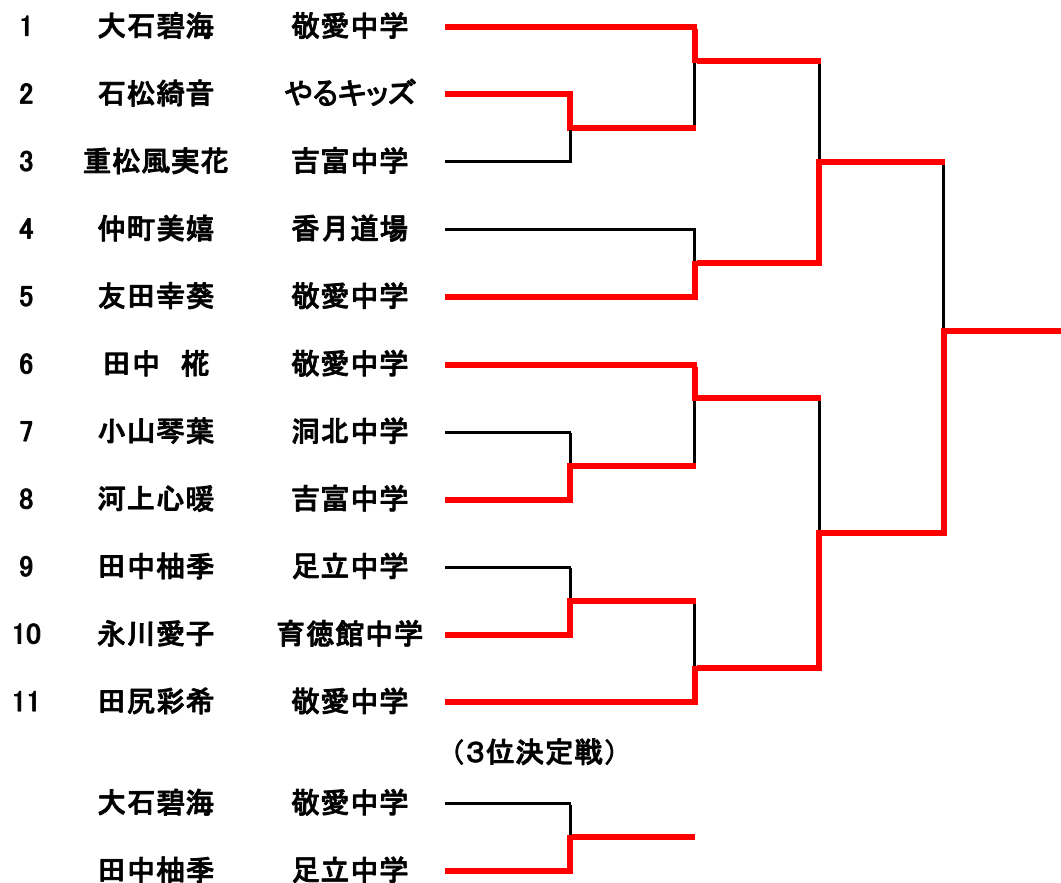 1 大石碧海 敬愛中学
2 石松綺音 やるキッズ
3 重松風実花 吉富中学
4 仲町美嬉 香月道場
5 友田幸葵 敬愛中学
6 田中 椛 敬愛中学
7 小山琴葉 洞北中学
8 河上心暖 吉富中学
9 田中柚季 足立中学
10 永川愛子 育徳館中学
11 田尻彩希 敬愛中学
（3位決定戦）
大石碧海 敬愛中学
田中柚季 足立中学